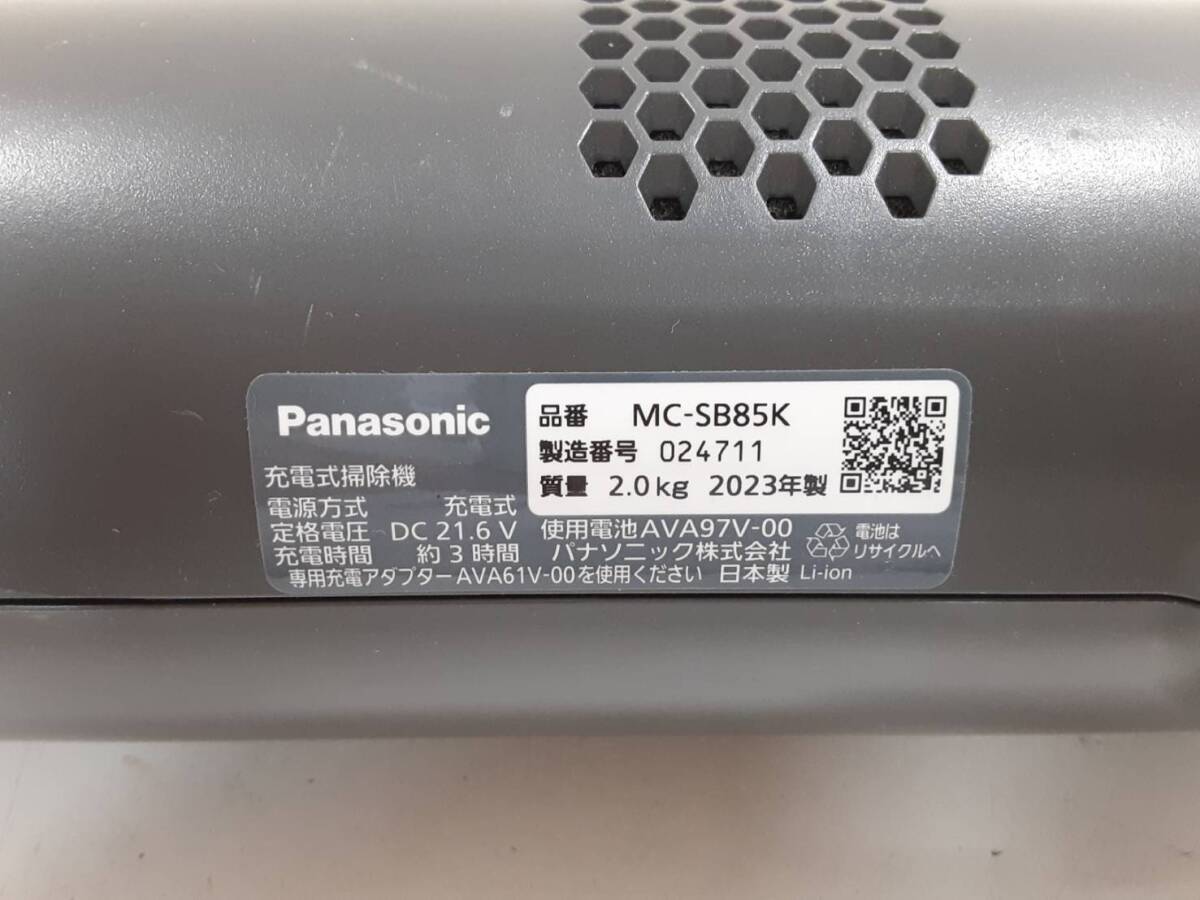 Panasonic
品番 MC-SB85K
製造番号 024711
質量 2.0kg 2023年製
充電式掃除機
電源方式 充電式
定格電圧 DC 21.6 V 使用電池AVA97V-00
充電時間 約3時間 パナソニック株式会社
電池は
リサイクルへ
専用充電アダプターAVA61V-00を使用ください 日本製 Li-ion